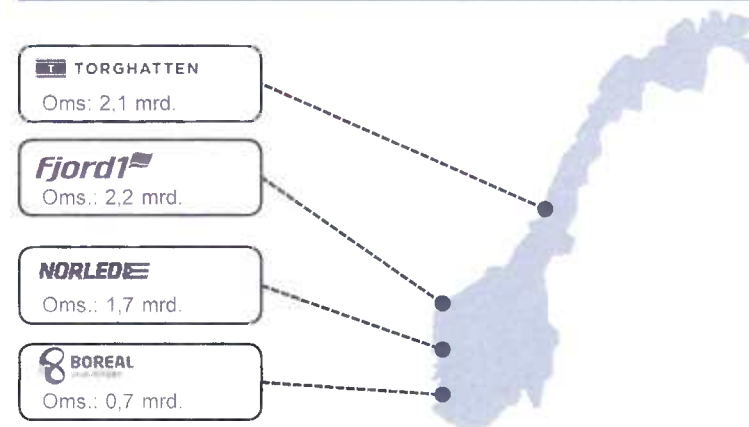 T TORGHATTEN
Oms: 2,1 mrd.
Fjord1
Oms.: 2,2 mrd.
NORLED
Oms.: 1,7 mrd.
BOREAL
Oms.: 0,7 mrd.